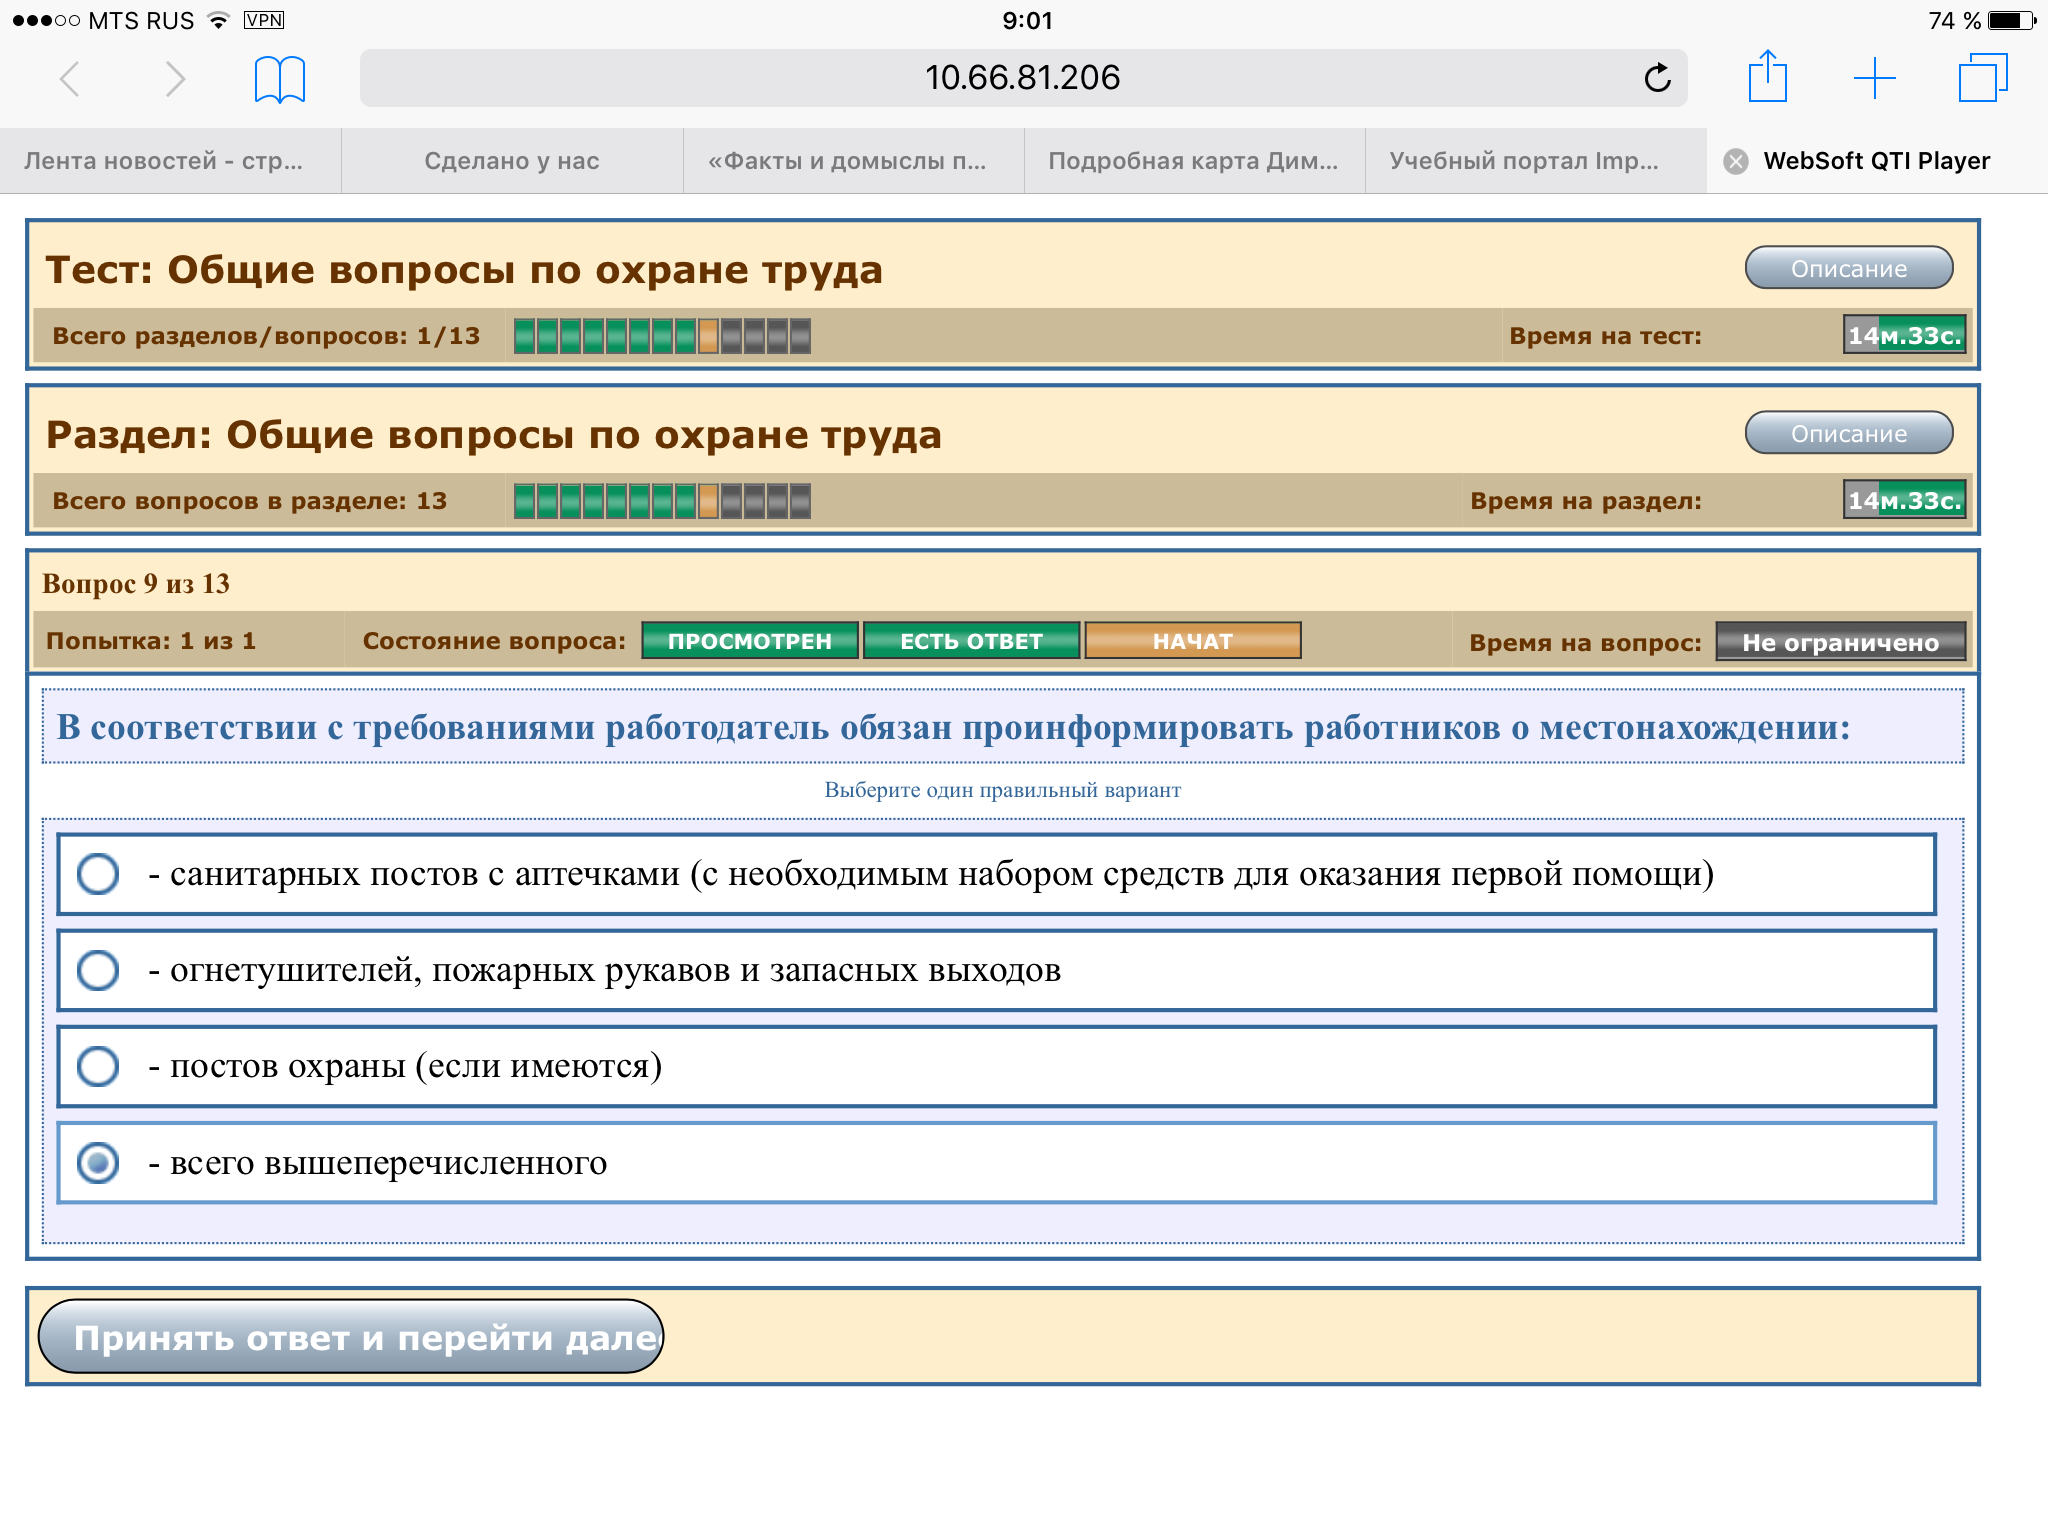 MTS RUS VPN 9:01 74 %
10.66.81.206
Лента новостей - стр... Сделано у нас «Факты и домыслы п... Подробная карта Дим... Учебный портал Imp... WebSoft QTI Player
Тест: Общие вопросы по охране труда Описание
Всего разделов/вопросов: 1/13 Время на тест: 14м.33с.
Раздел: Общие вопросы по охране труда Описание
Всего вопросов в разделе: 13 Время на раздел: 14м.33с.
Вопрос 9 из 13
Попытка: 1 из 1 Состояние вопроса: ПРОСМОТРЕН ЕСТЬ ОТВЕТ НАЧАТ Время на вопрос: Не ограничено
В соответствии с требованиями работодатель обязан проинформировать работников о местонахождении:
Выберите один правильный вариант
- санитарных постов с аптечками (с необходимым набором средств для оказания первой помощи)
- огнетушителей, пожарных рукавов и запасных выходов
- постов охраны (если имеются)
- всего вышеперечисленного
Принять ответ и перейти далее